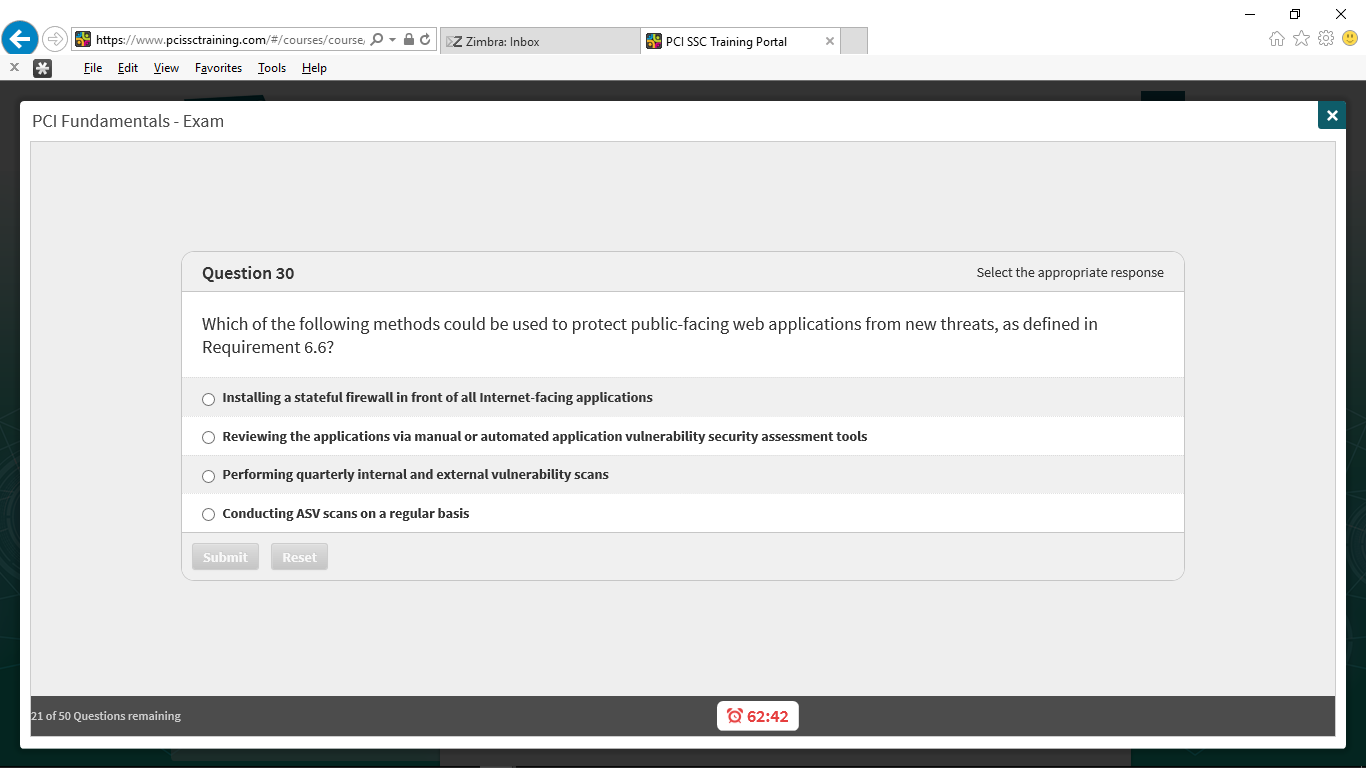 https://www.pcissctraining.com/#/courses/course,
Zimbra: Inbox
PCI SSC Training Portal
File Edit View Favorites Tools Help
PCI Fundamentals - Exam
Question 30
Select the appropriate response
Which of the following methods could be used to protect public-facing web applications from new threats, as defined in
Requirement 6.6?
Installing a stateful firewall in front of all Internet-facing applications
Reviewing the applications via manual or automated application vulnerability security assessment tools
Performing quarterly internal and external vulnerability scans
Conducting ASV scans on a regular basis
Submit Reset
21 of 50 Questions remaining
62:42